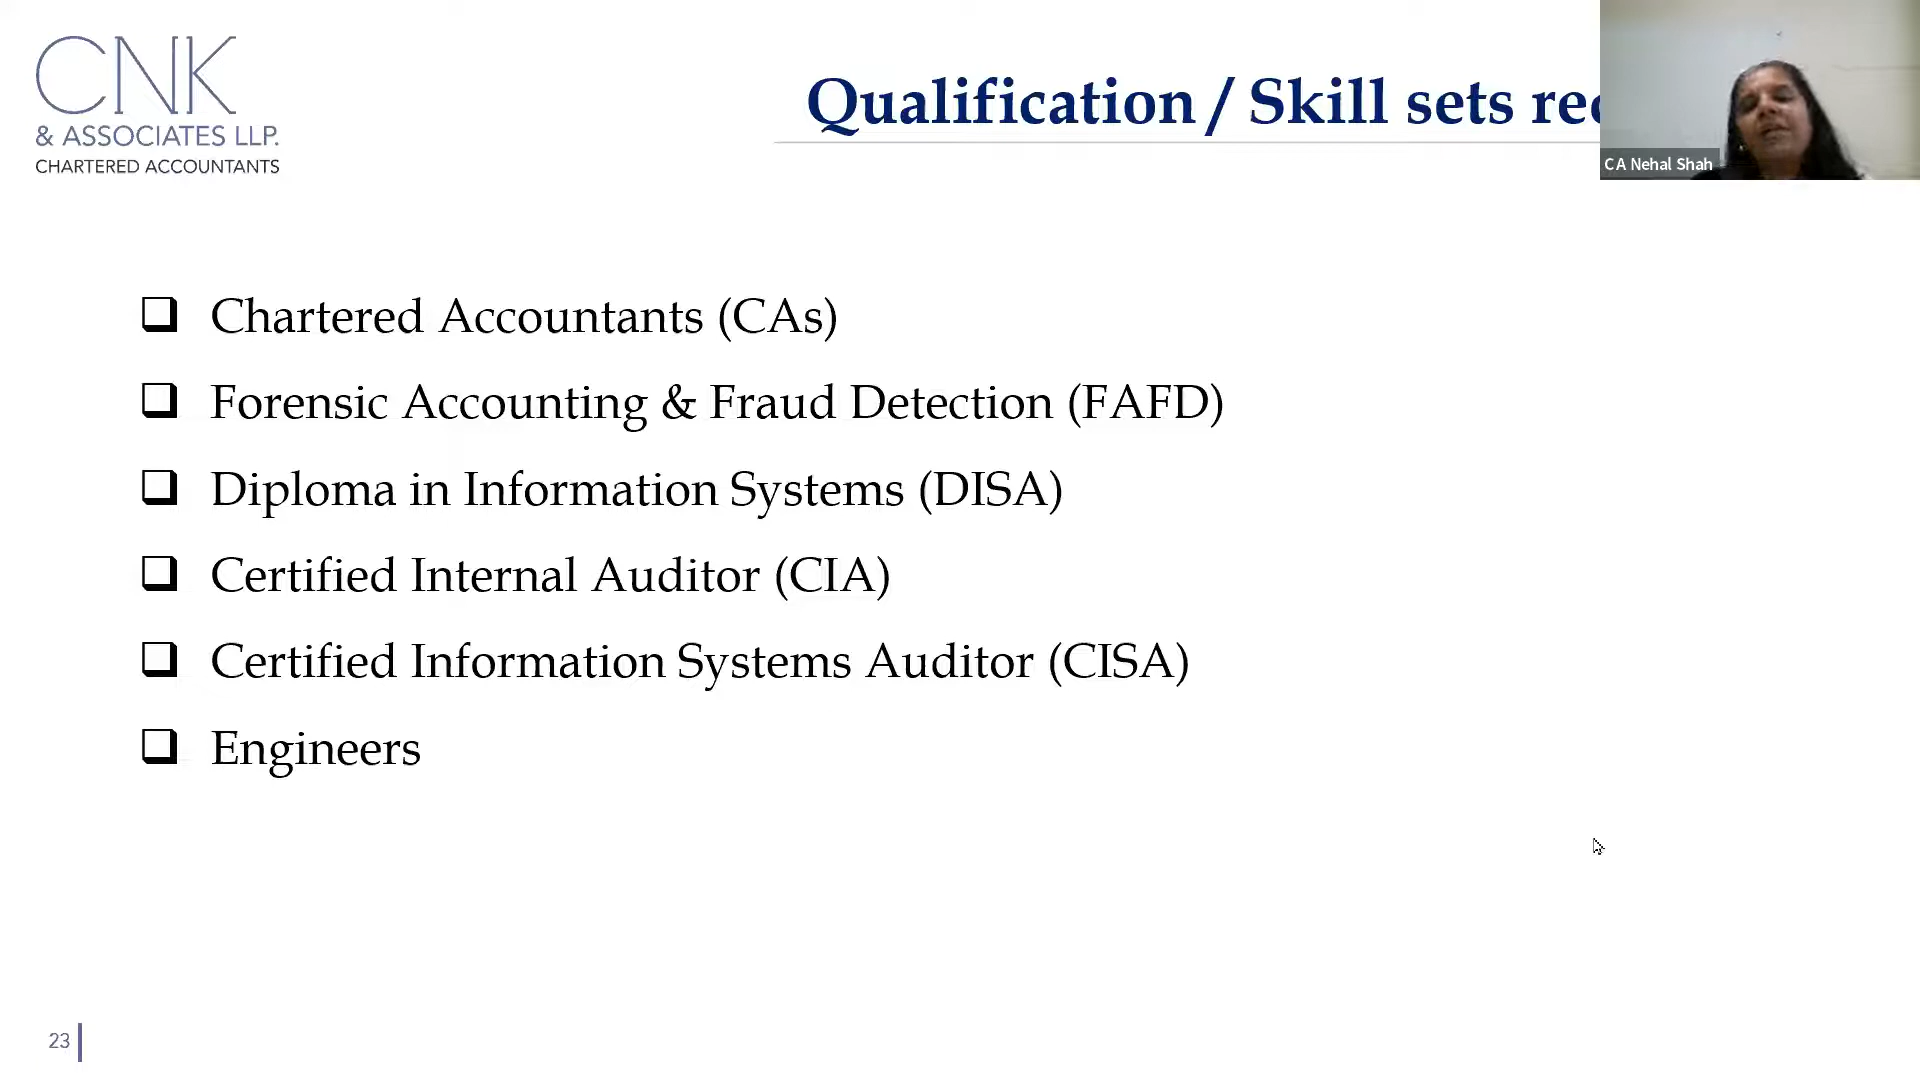 CNK
& ASSOCIATES LLP.
CHARTERED ACCOUNTANTS
Qualification / Skill sets
CA Nehal Shah
Chartered Accountants (CAs)
Forensic Accounting & Fraud Detection (FAFD)
Diploma in Information Systems (DISA)
Certified Internal Auditor (CIA)
Certified Information Systems Auditor (CISA)
Engineers
23